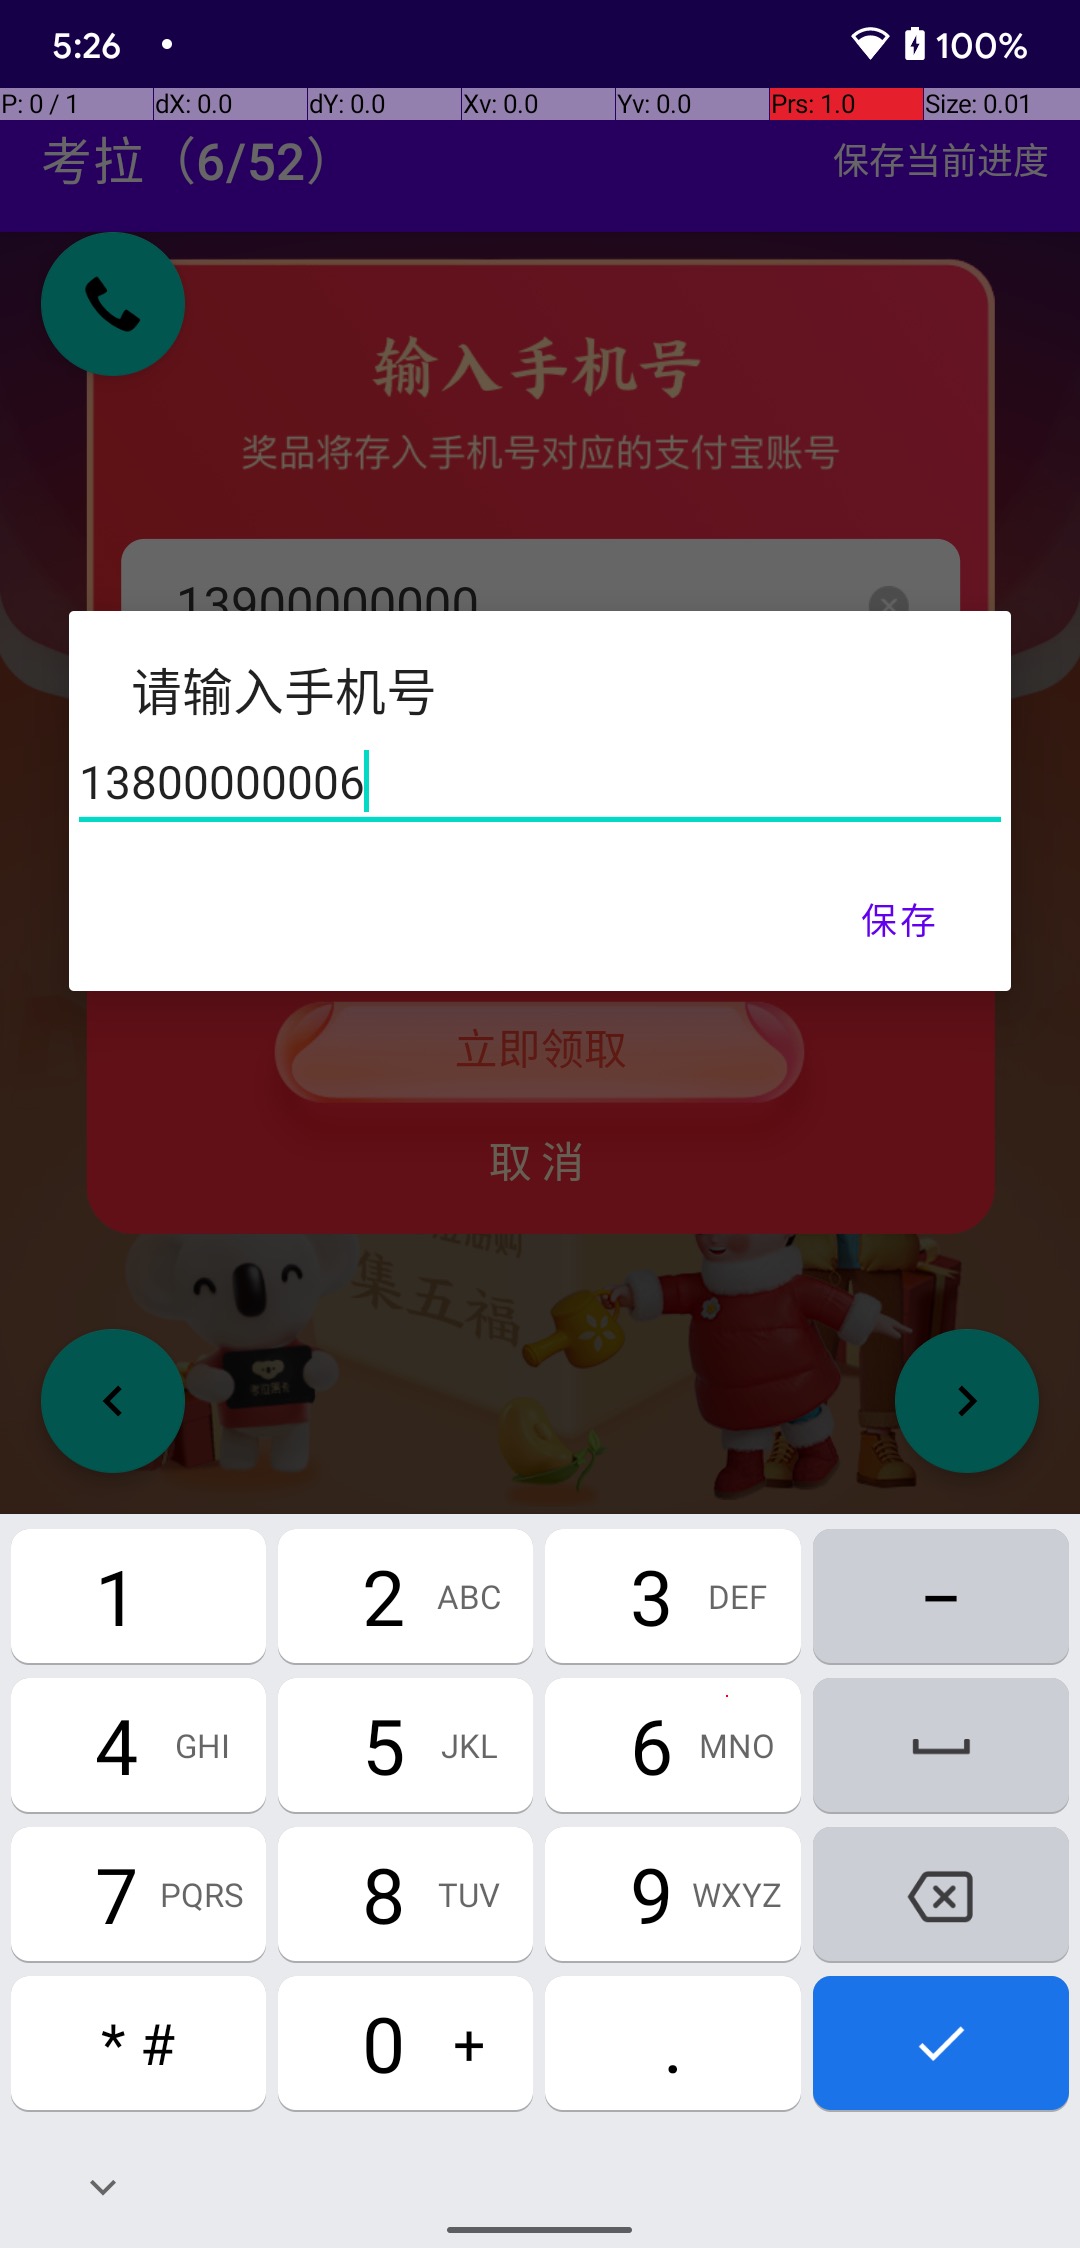 5:26
100%
P: 0 / 1
dX: 0.0
dY: 0.0
Xv: 0.0
Yv: 0.0
Prs: 1.0
Size: 0.01
考拉（6/52）
保存当前进度
输入手机号
奖品将存入手机号对应的支付宝账号
13900000000
请输入手机号
13800000006
保存
立即领取
取消
集五福
1
2 ABC
3 DEF
-
4 GHI
5 JKL
6 MNO
7 PQRS
8 TUV
9 WXYZ
* #
0 +
.